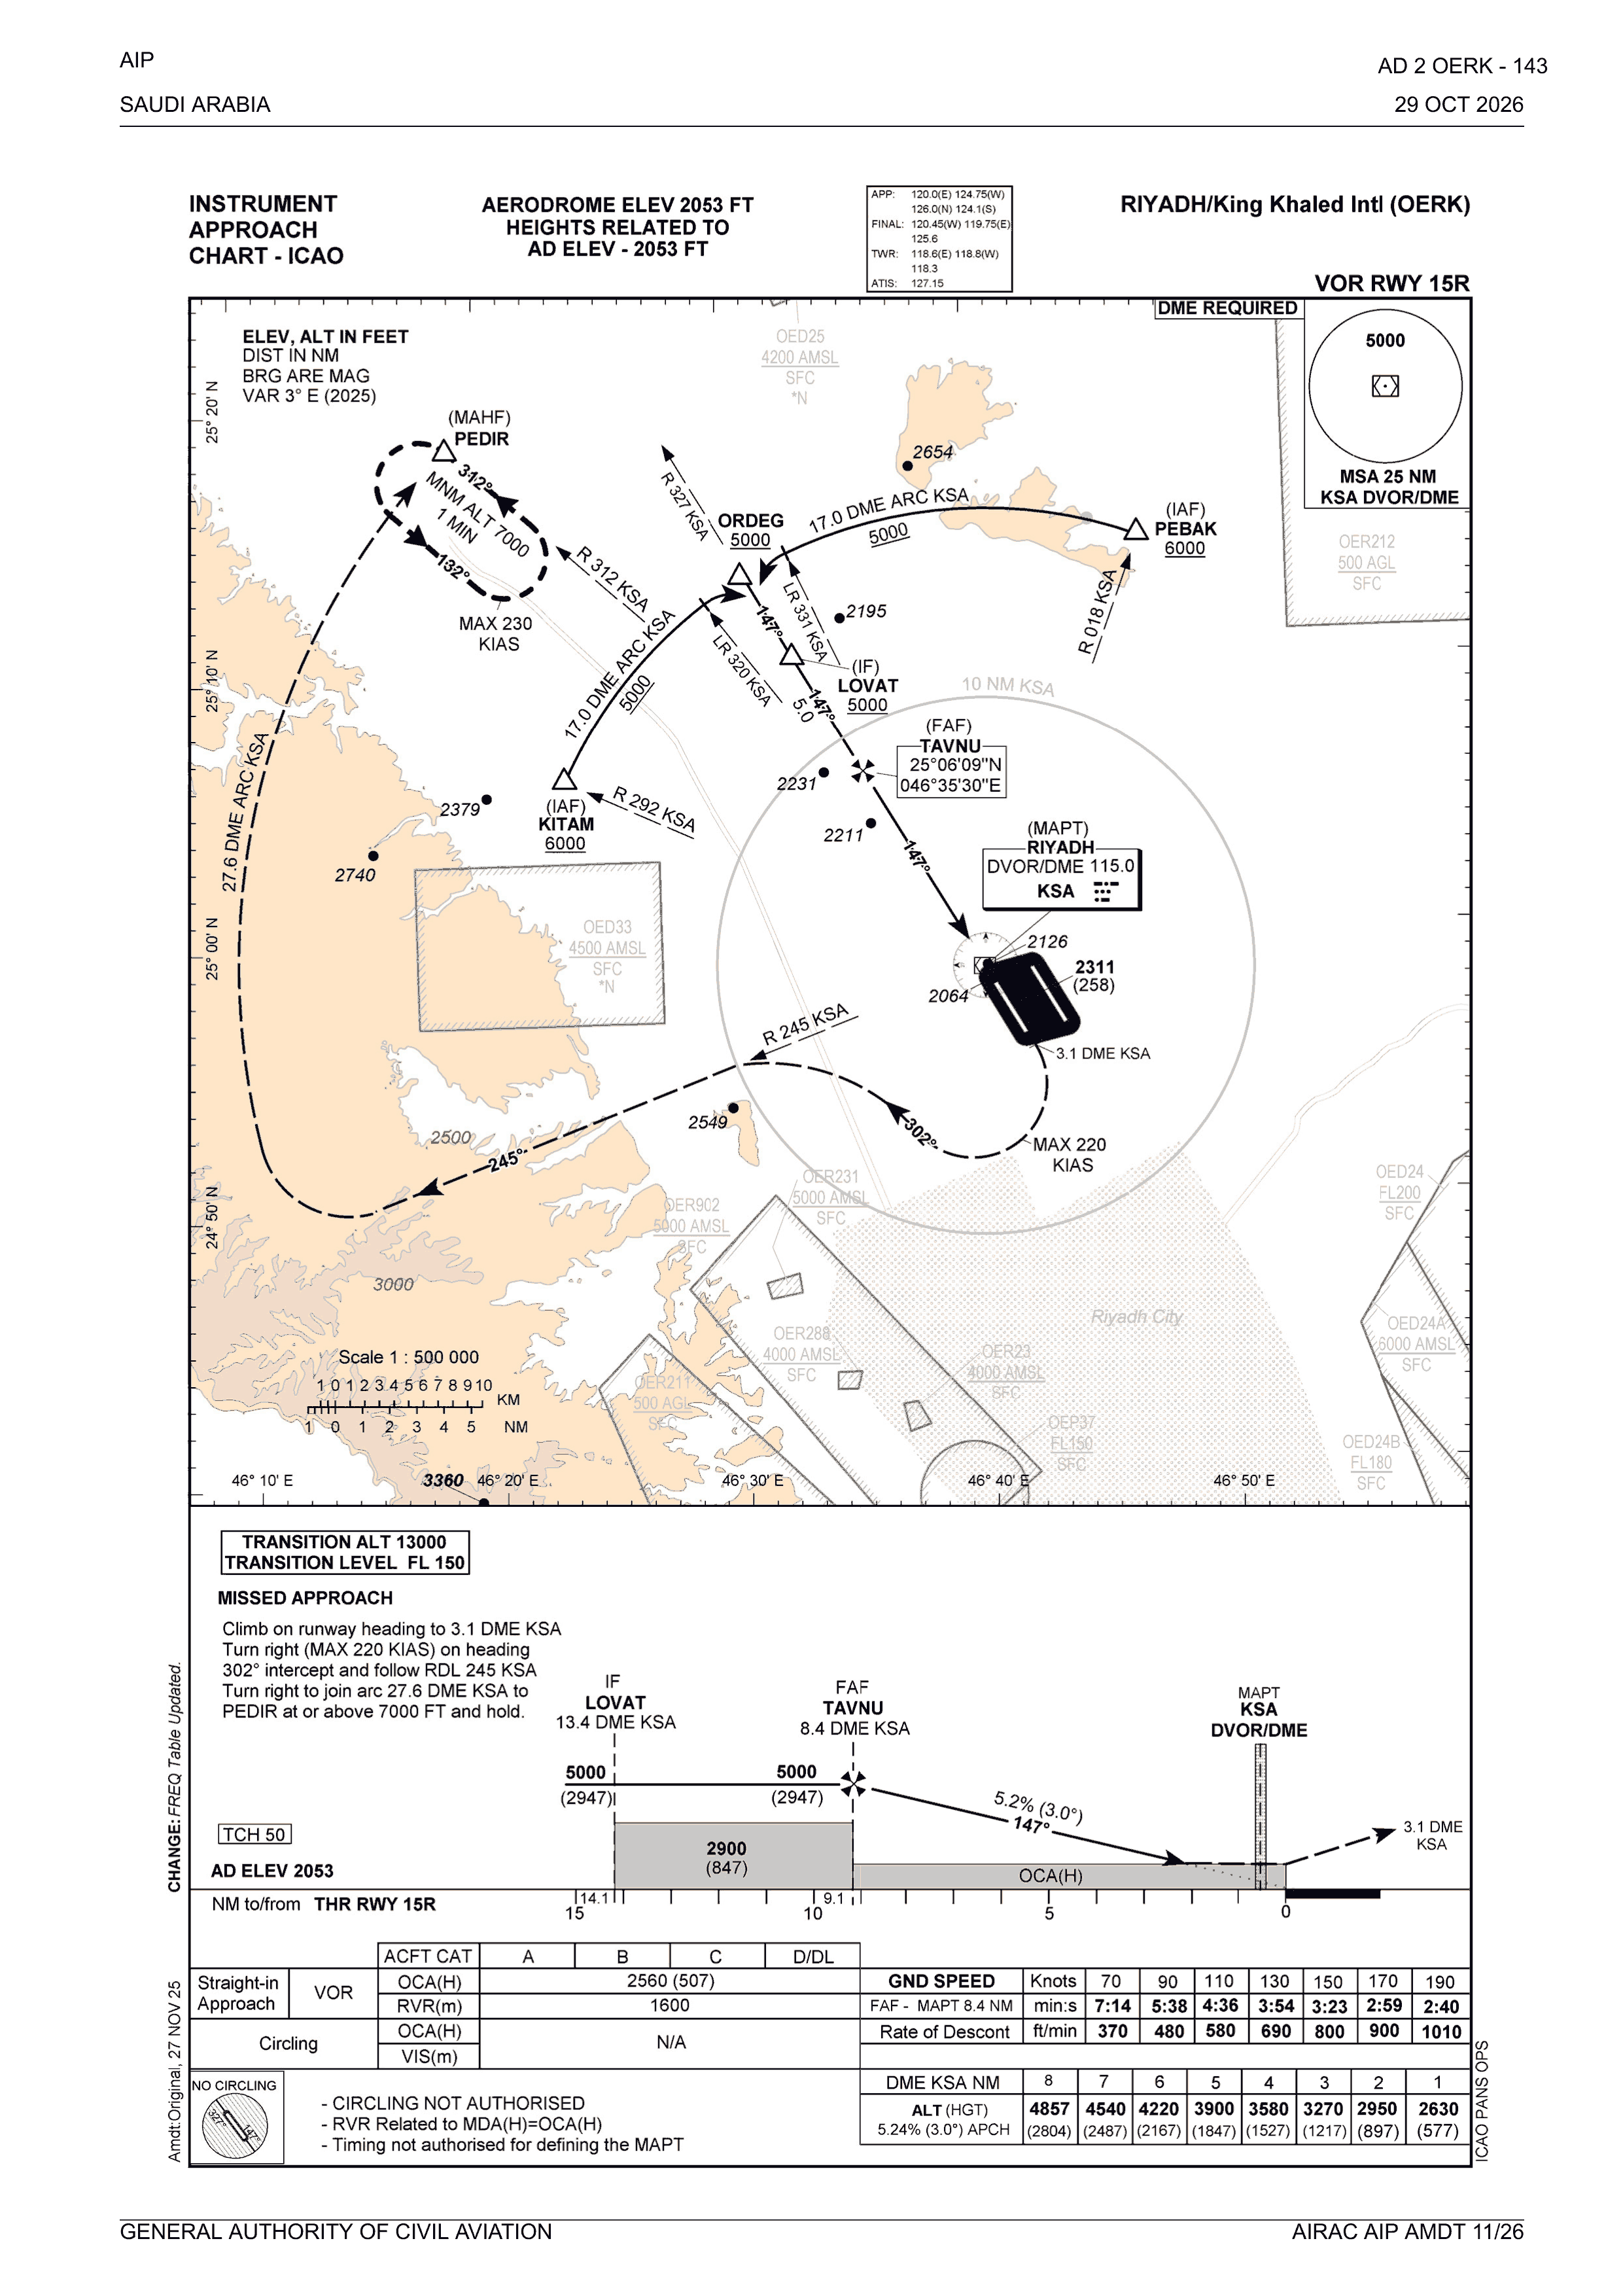 AIP
AD 2 OERK - 143
SAUDI ARABIA
29 OCT 2026
INSTRUMENT
APPROACH
CHART - ICAO
AERODROME ELEV 2053 FT
HEIGHTS RELATED TO
AD ELEV - 2053 FT
APP: 120.0(E) 124.75(W)
126.0(N) 124.1(S)
FINAL: 120.45(W) 119.75(E)
125.6
TWR: 118.6(E) 118.8(W)
118.3
ATIS: 127.15
RIYADH/King Khaled Intl (OERK)
VOR RWY 15R
DME REQUIRED
5000
MSA 25 NM
KSA DVOR/DME
ELEV, ALT IN FEET
DIST IN NM
BRG ARE MAG
VAR 3° E (2025)
OED25
4200 AMSL
SFC
*N
25° 20' N
(MAHF)
PEDIR
312°
MNM ALT 7000
1 MIN
132°
MAX 230
KIAS
R 327 KSA
R 312 KSA
ORDEG
5000
17.0 DME ARC KSA
5000
2654
(IAF)
PEBAK
6000
R 018 KSA
OER212
500 AGL
SFC
147°
LR 331 KSA
2195
LR 320 KSA
(IF)
LOVAT
5000
5.0
147°
10 NM KSA
25° 10' N
17.0 DME ARC KSA
5000
(FAF)
TAVNU
25°06'09"N
046°35'30"E
2231
2211
147°
27.6 DME ARC KSA
2379
2740
(IAF)
KITAM
6000
R 292 KSA
(MAPT)
RIYADH
DVOR/DME 115.0
KSA
OED33
4500 AMSL
SFC
*N
25° 00' N
2126
2311
(258)
2064
3.1 DME KSA
R 245 KSA
2549
302°
MAX 220
KIAS
2500
245°
24° 50' N
OER902
5000 AMSL
SFC
OER231
5000 AMSL
SFC
OED24
FL200
SFC
3000
Riyadh City
OER288
4000 AMSL
SFC
OER23
4000 AMSL
SFC
OED24A
6000 AMSL
SFC
OER211
500 AGL
SFC
OEP37
FL150
SFC
OED24B
FL180
SFC
Scale 1 : 500 000
1 0 1 2 3 4 5 6 7 8 9 10
KM
1 0 1 2 3 4 5 NM
46° 10' E
3360
46° 20' E
46° 30' E
46° 40' E
46° 50' E
TRANSITION ALT 13000
TRANSITION LEVEL FL 150
MISSED APPROACH
Climb on runway heading to 3.1 DME KSA
Turn right (MAX 220 KIAS) on heading
302° intercept and follow RDL 245 KSA
Turn right to join arc 27.6 DME KSA to
PEDIR at or above 7000 FT and hold.
IF
LOVAT
13.4 DME KSA
FAF
TAVNU
8.4 DME KSA
MAPT
KSA
DVOR/DME
5000
(2947)
5000
(2947)
5.2% (3.0°)
147°
3.1 DME
KSA
2900
(847)
OCA(H)
TCH 50
AD ELEV 2053
NM to/from THR RWY 15R
14.1
9.1
15
10
5
0
CHANGE: FREQ Table Updated.
Amdt:Original, 27 NOV 25
ICAO PANS OPS
ACFT CAT A B C D/DL
Straight-in
Approach
VOR
OCA(H) 2560 (507)
RVR(m) 1600
Circling
OCA(H)
VIS(m)
N/A
GND SPEED Knots 70 90 110 130 150 170 190
FAF - MAPT 8.4 NM min:s 7:14 5:38 4:36 3:54 3:23 2:59 2:40
Rate of Descont ft/min 370 480 580 690 800 900 1010
NO CIRCLING
327°
147°
- CIRCLING NOT AUTHORISED
- RVR Related to MDA(H)=OCA(H)
- Timing not authorised for defining the MAPT
DME KSA NM 8 7 6 5 4 3 2 1
ALT (HGT) 4857 4540 4220 3900 3580 3270 2950 2630
5.24% (3.0°) APCH (2804) (2487) (2167) (1847) (1527) (1217) (897) (577)
GENERAL AUTHORITY OF CIVIL AVIATION
AIRAC AIP AMDT 11/26